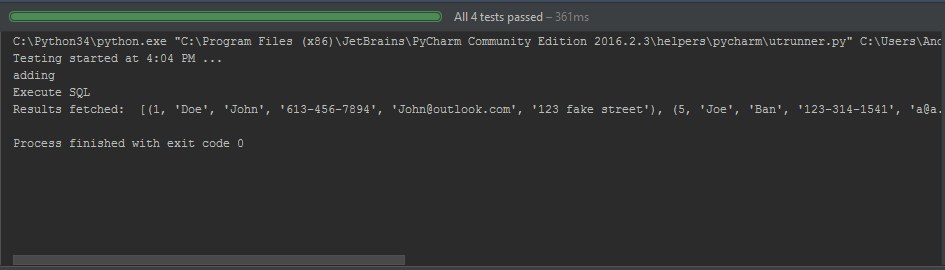 All 4 tests passed – 361ms
C:\Python34\python.exe "C:\Program Files (x86)\JetBrains\PyCharm Community Edition 2016.2.3\helpers\pycharm\utrunner.py" C:\Users\And
Testing started at 4:04 PM ...
adding
Execute SQL
Results fetched:  [(1, 'Doe', 'John', '613-456-7894', 'John@outlook.com', '123 fake street'), (5, 'Joe', 'Ban', '123-314-1541', 'a@a.
Process finished with exit code 0